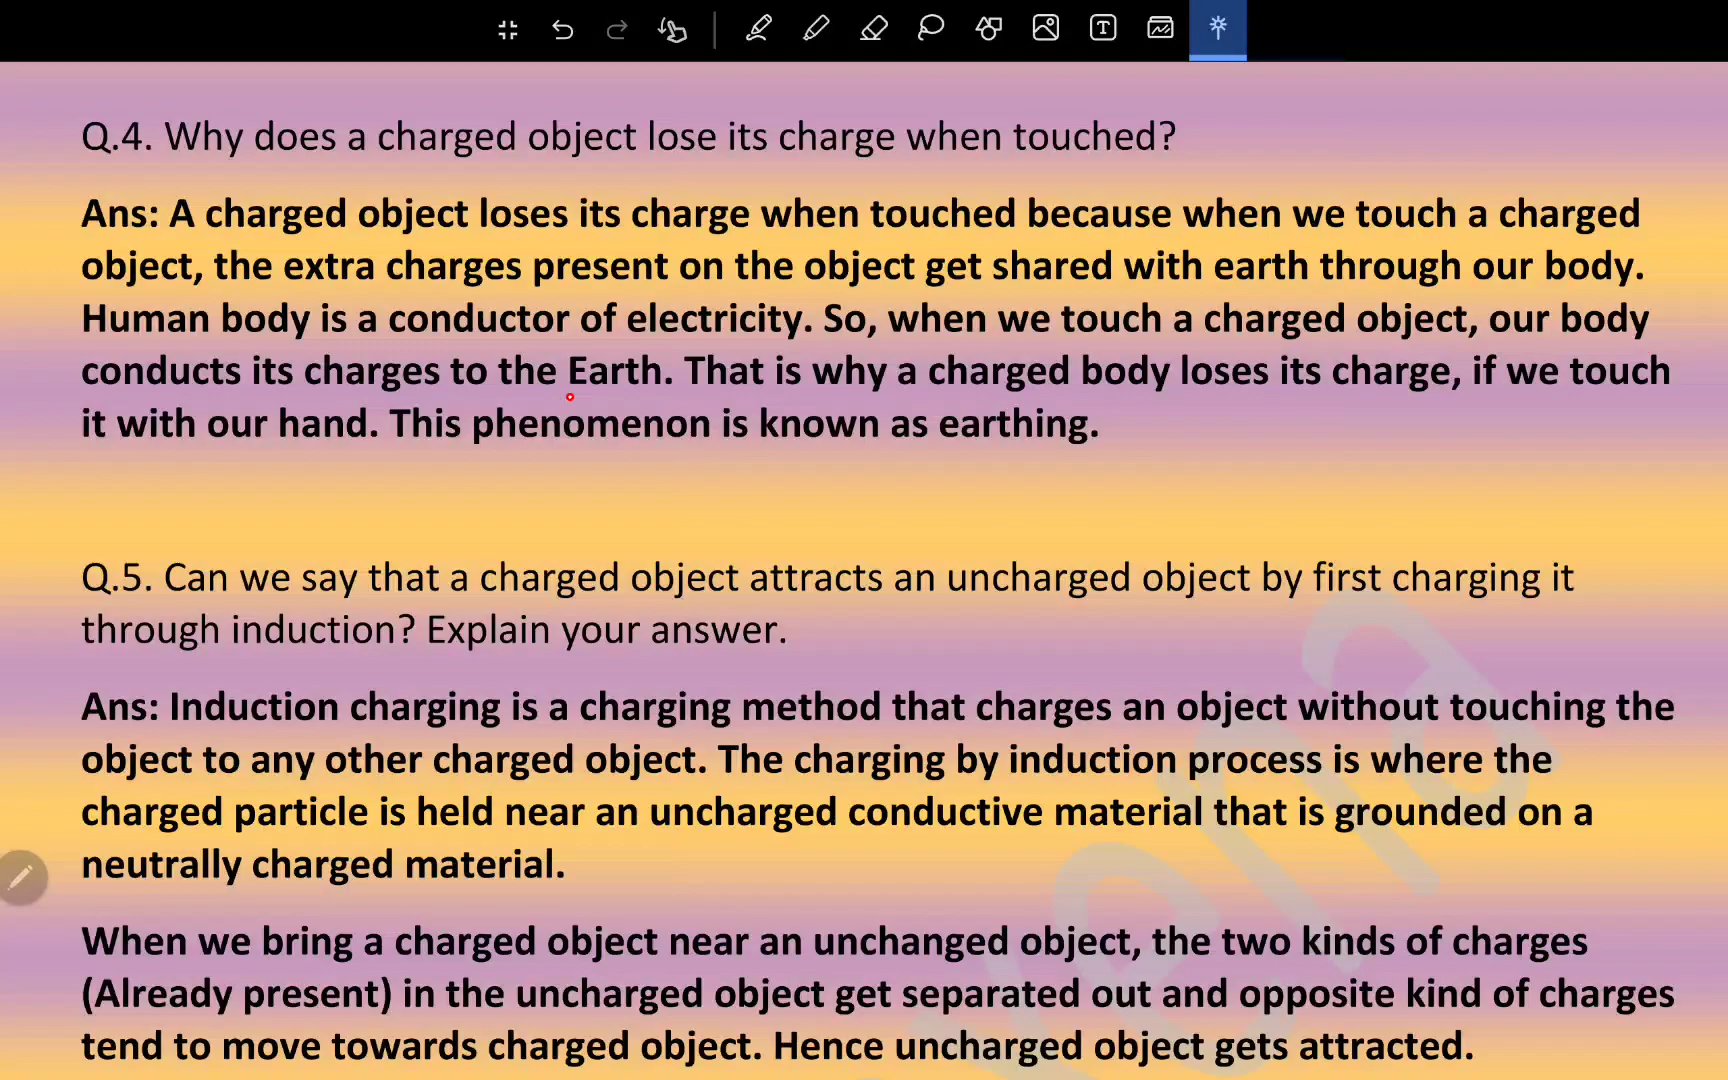 Q.4. Why does a charged object lose its charge when touched?
Ans: A charged object loses its charge when touched because when we touch a charged
object, the extra charges present on the object get shared with earth through our body.
Human body is a conductor of electricity. So, when we touch a charged object, our body
conducts its charges to the Earth. That is why a charged body loses its charge, if we touch
it with our hand. This phenomenon is known as earthing.
Q.5. Can we say that a charged object attracts an uncharged object by first charging it
through induction? Explain your answer.
Ans: Induction charging is a charging method that charges an object without touching the
object to any other charged object. The charging by induction process is where the
charged particle is held near an uncharged conductive material that is grounded on a
neutrally charged material.
When we bring a charged object near an unchanged object, the two kinds of charges
(Already present) in the uncharged object get separated out and opposite kind of charges
tend to move towards charged object. Hence uncharged object gets attracted.